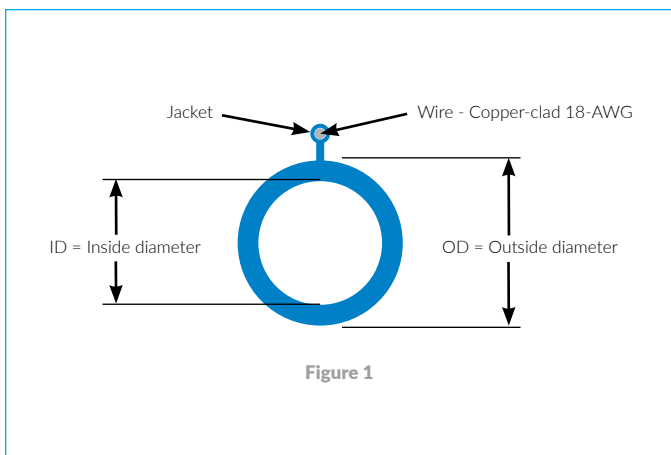 Jacket
Wire - Copper-clad 18-AWG
ID = Inside diameter
OD = Outside diameter
Figure 1